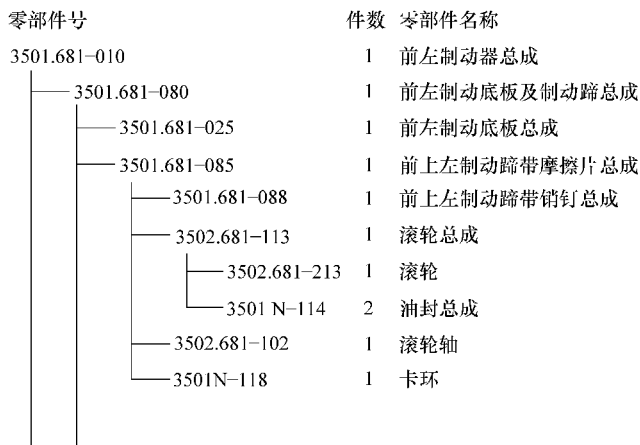 零部件号 件数 零部件名称
3501.681-010 1 前左制动器总成
3501.681-080 1 前左制动底板及制动蹄总成
3501.681-025 1 前左制动底板总成
3501.681-085 1 前上左制动蹄带摩擦片总成
3501.681-088 1 前上左制动蹄带销钉总成
3502.681-113 1 滚轮总成
3502.681-213 1 滚轮
3501 N-114 2 油封总成
3502.681-102 1 滚轮轴
3501N-118 1 卡环